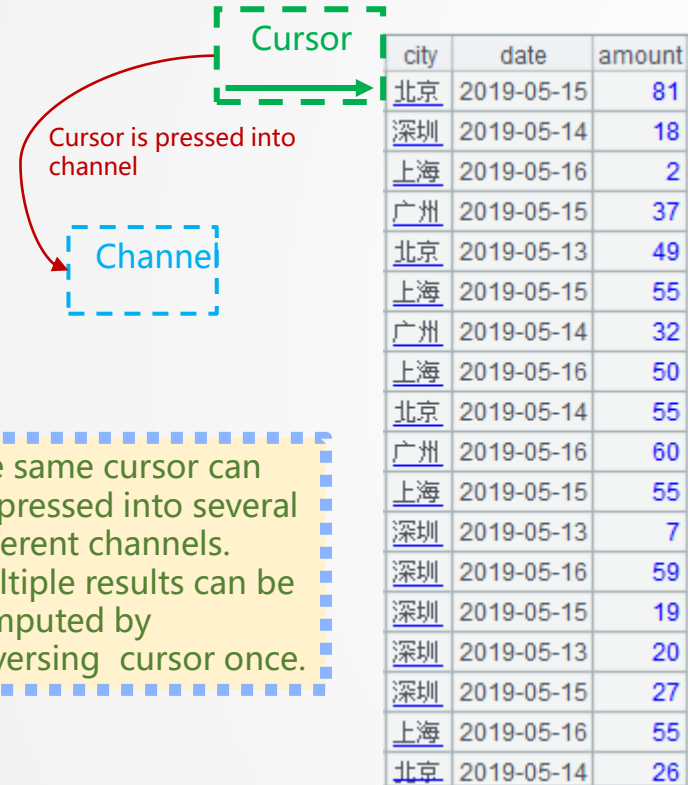 Cursor
Cursor is pressed into
channel
Channel
same cursor can
pressed into several
channels.
results can be
by
cursor once.
city date amount
北京 2019-05-15 81
深圳 2019-05-14 18
上海 2019-05-16 2
广州 2019-05-15 37
北京 2019-05-13 49
上海 2019-05-15 55
广州 2019-05-14 32
上海 2019-05-16 50
北京 2019-05-14 55
广州 2019-05-16 60
上海 2019-05-15 55
深圳 2019-05-13 7
深圳 2019-05-16 59
深圳 2019-05-15 19
深圳 2019-05-13 20
深圳 2019-05-15 27
上海 2019-05-16 55
北京 2019-05-14 26